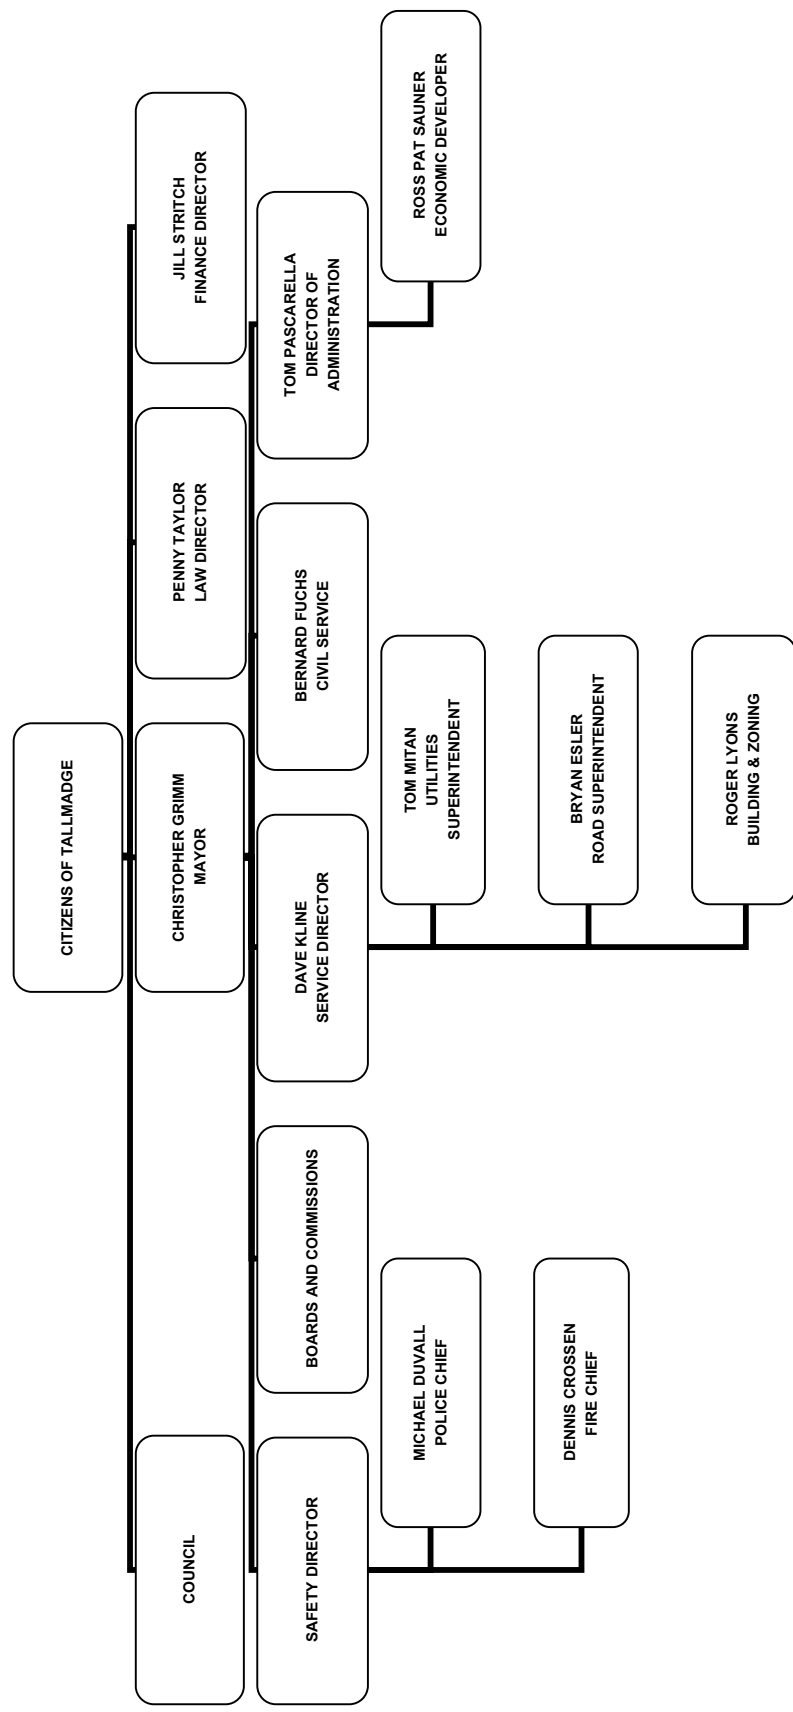 CITIZENS OF TALLMADGE
COUNCIL
CHRISTOPHER GRIMM
MAYOR
PENNY TAYLOR
LAW DIRECTOR
JILL STRITCH
FINANCE DIRECTOR
SAFETY DIRECTOR
BOARDS AND COMMISSIONS
DAVE KLINE
SERVICE DIRECTOR
BERNARD FUCHS
CIVIL SERVICE
TOM PASCARELLA
DIRECTOR OF
ADMINISTRATION
MICHAEL DUVALL
POLICE CHIEF
TOM MITAN
UTILITIES
SUPERINTENDENT
ROSS PAT SAUNER
ECONOMIC DEVELOPER
DENNIS CROSSEN
FIRE CHIEF
BRYAN ESLER
ROAD SUPERINTENDENT
ROGER LYONS
BUILDING & ZONING